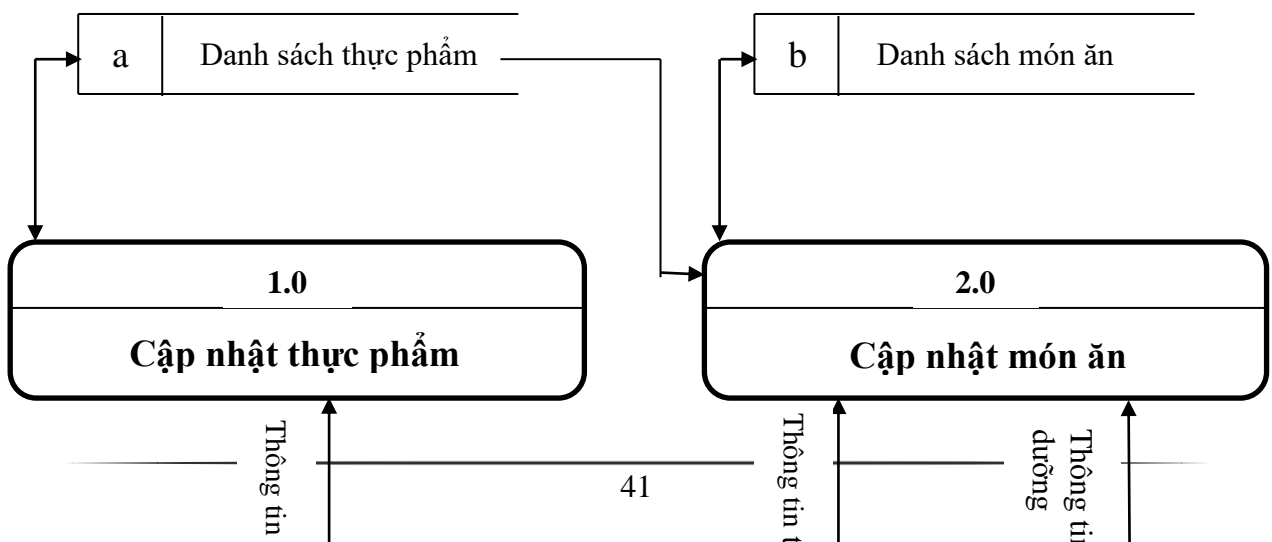 a
Danh sách thực phẩm
b
Danh sách món ăn
1.0
Cập nhật thực phẩm
2.0
Cập nhật món ăn
Thông tin
Thông tin
Thông tin
dưỡng
41